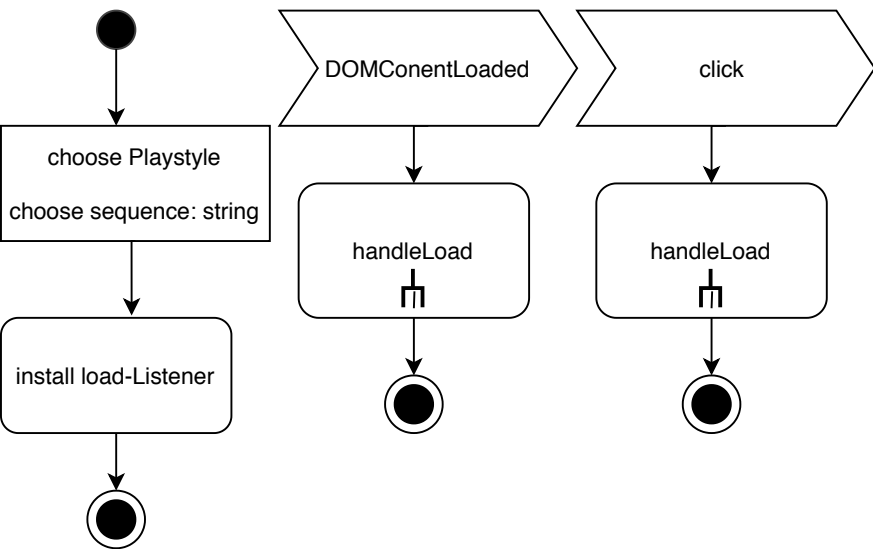 choose Playstyle
choose sequence: string
install load-Listener
DOMConentLoaded
handleLoad
click
handleLoad